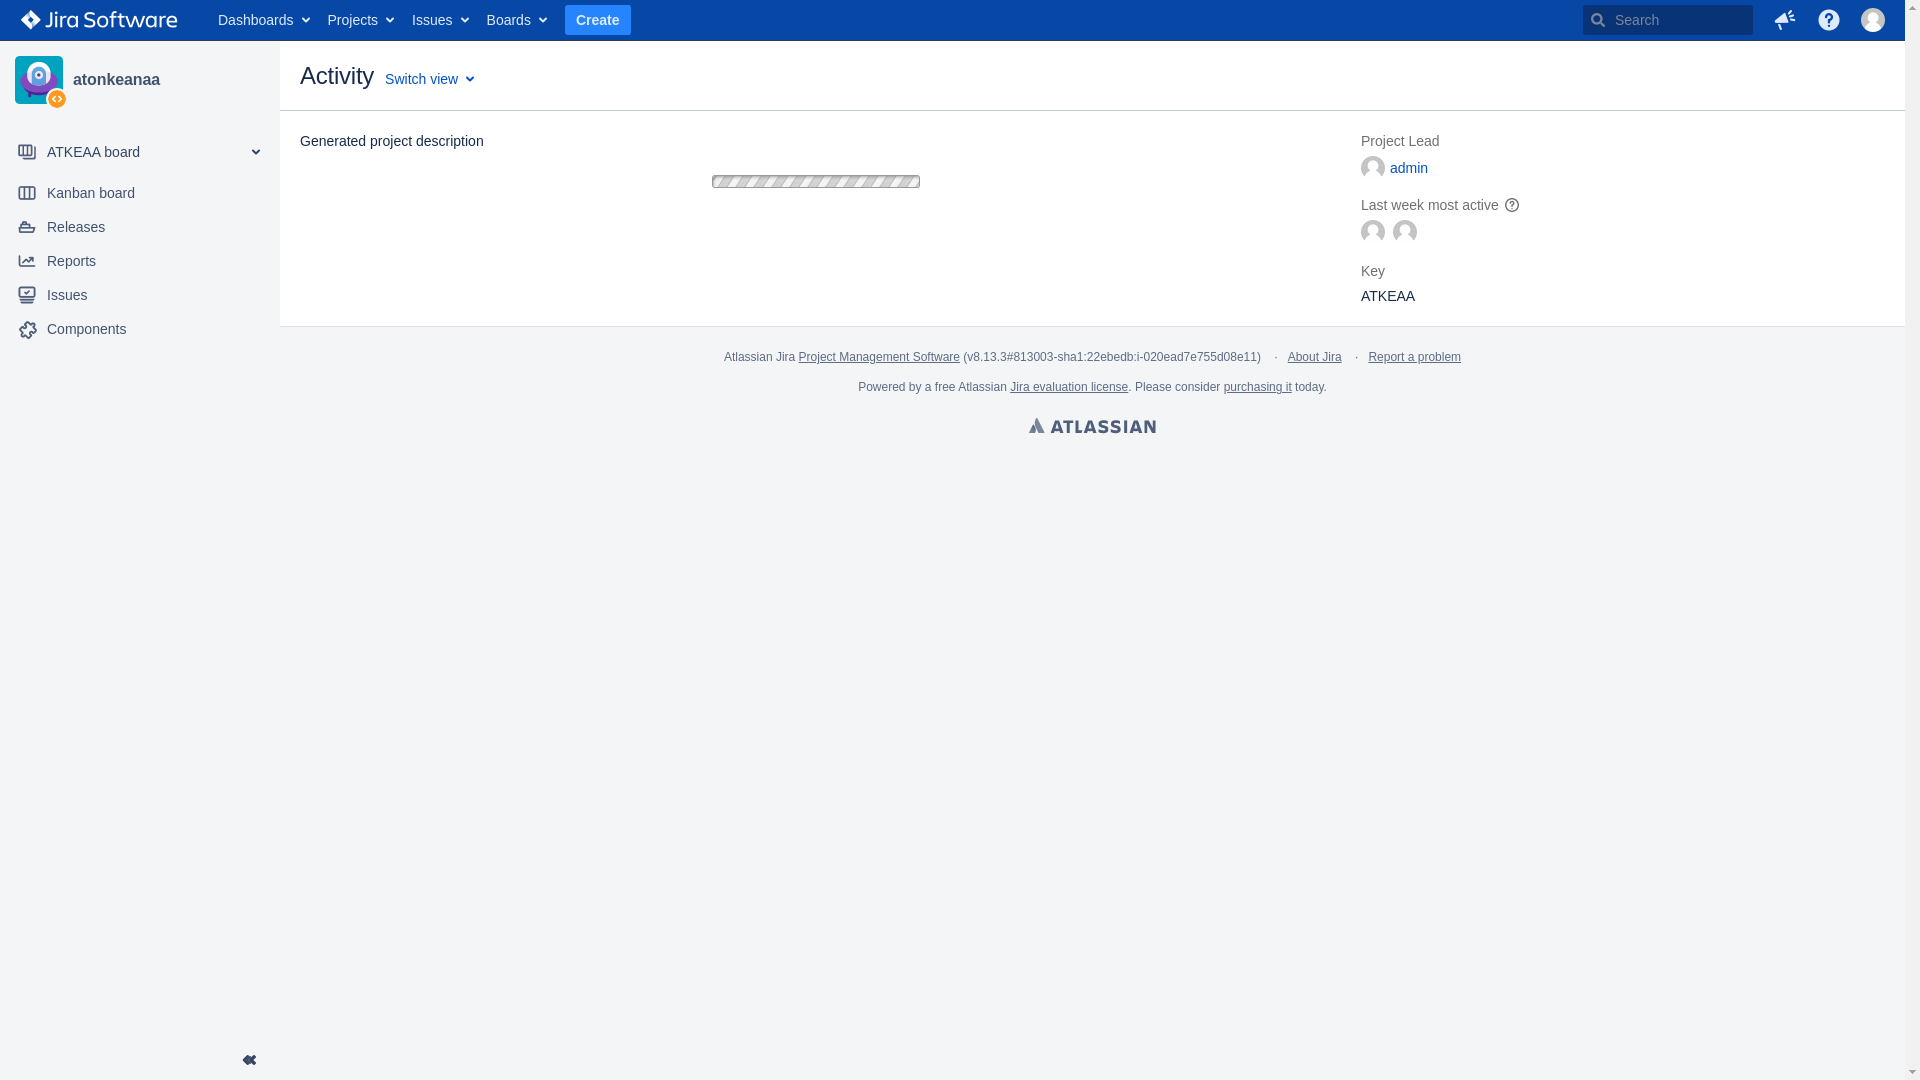 Jira Software
Dashboards
Projects
Issues
Boards
Create
Search
atonkeanaa
ATKEAA board
Kanban board
Releases
Reports
Issues
Components
Activity
Switch view
Generated project description
Project Lead
admin
Last week most active
Key
ATKEAA
Atlassian Jira Project Management Software (v8.13.3#813003-sha1:22ebedb:i-020ead7e755d08e11) · About Jira · Report a problem
Powered by a free Atlassian Jira evaluation license. Please consider purchasing it today.
ATLASSIAN